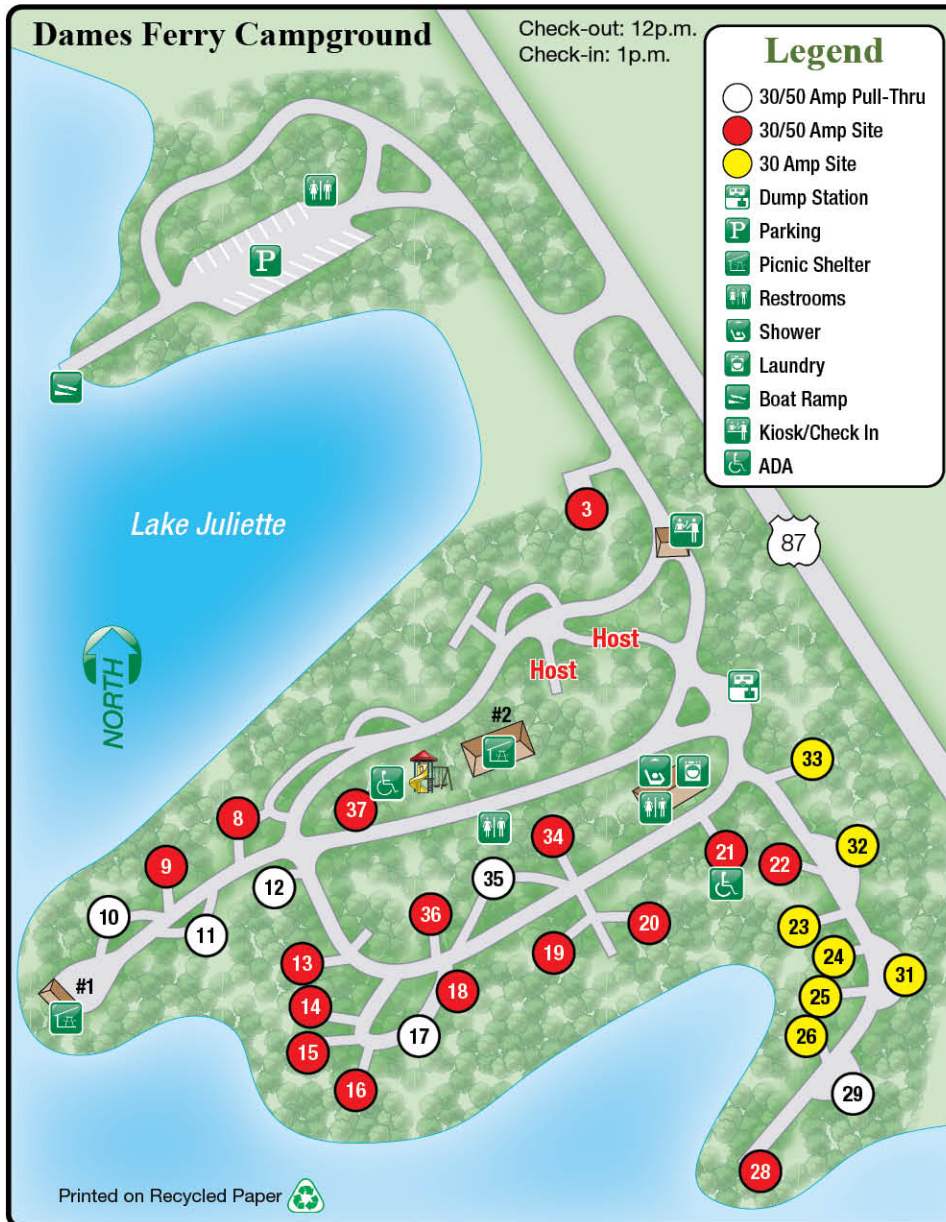 Dames Ferry Campground
Check-out: 12p.m.
Check-in: 1p.m.
Legend
30/50 Amp Pull-Thru
30/50 Amp Site
30 Amp Site
Dump Station
P Parking
Picnic Shelter
Restrooms
Shower
Laundry
Boat Ramp
Kiosk/Check In
ADA
P
Lake Juliette
3
87
NORTH
Host
Host
#2
33
37
8
34
32
9
21
22
35
12
10
36
20
23
11
19
24
13
31
18
#1
25
14
17
26
15
16
29
28
Printed on Recycled Paper